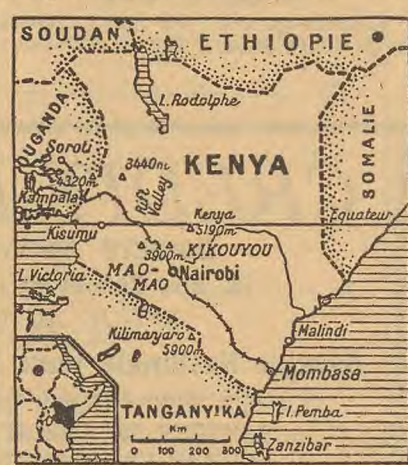 SOUDAN
ETHIOPIE
L. Rodolphe
OUGANDA
Soroti
3440m
KENYA
SOMALIE
4320m
Kampala
Rift
Valley
Kenya
5190m
Equateur
Kisumu
3900m
KIKOUYOU
MAO-
MAO
Nairobi
L. Victoria
Kilimanjaro
5900m
Malindi
Mombasa
TANGANYIKA
Km
0 100 200 300
I. Pemba
Zanzibar